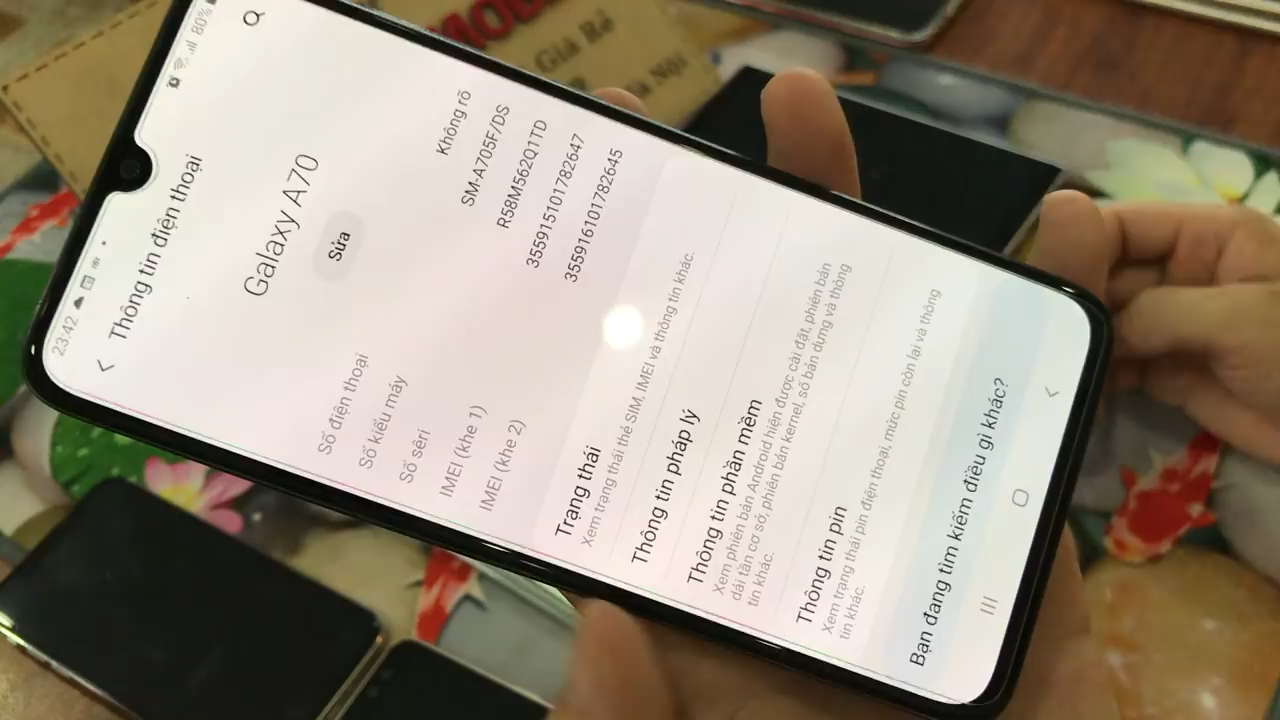 23:42
80%
Thông tin điện thoại
Galaxy A70
Sửa
Số điện thoại Không rõ
Số kiểu máy SM-A705F/DS
Số sêri R58M562Q1TD
IMEI (khe 1) 355915101782647
IMEI (khe 2) 355916101782645
Trạng thái
Xem trạng thái thẻ SIM, IMEI và thông tin khác.
Thông tin pháp lý
Thông tin phần mềm
Xem phiên bản Android hiện được cài đặt, phiên bản
dải tần cơ sở, phiên bản kernel, số bản dựng và thông
tin khác.
Thông tin pin
Xem trạng thái pin điện thoại, mức pin còn lại và thông
tin khác.
Bạn đang tìm kiếm điều gì khác?
Giá Rẻ
Nội